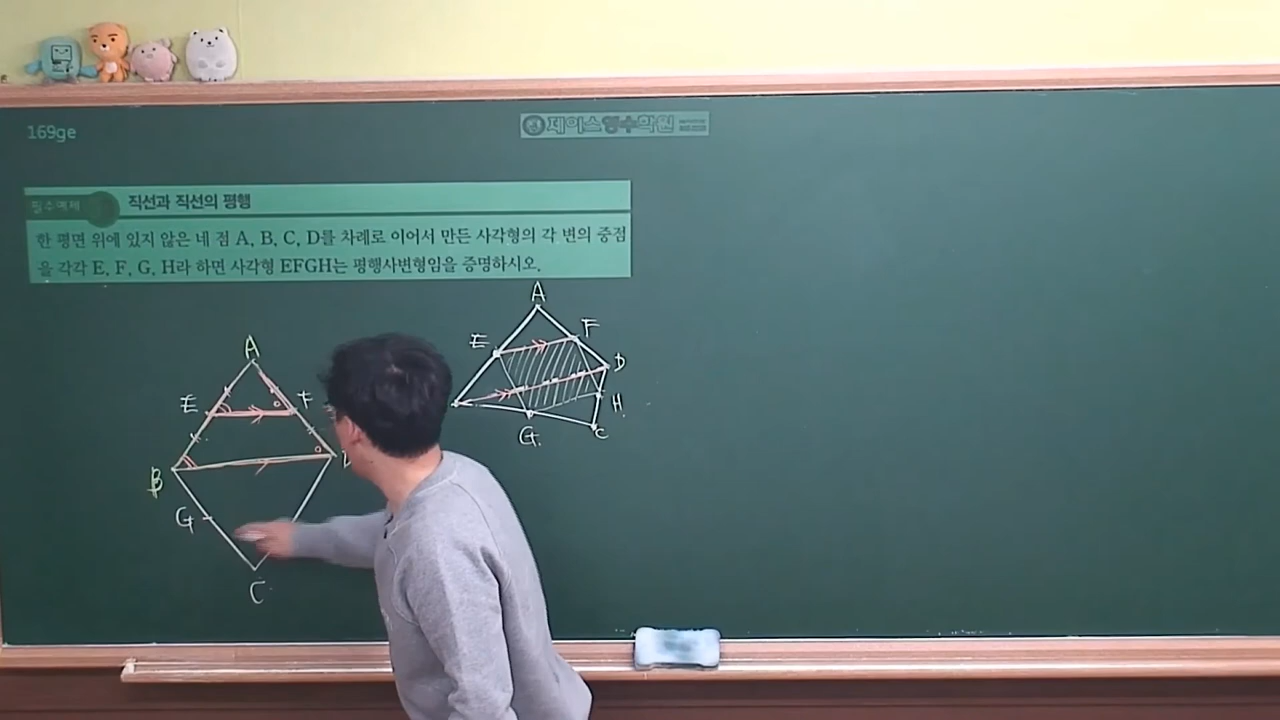 169ge
제이스영수학원
필수예제
직선과 직선의 평행
한 평면 위에 있지 않은 네 점 A, B, C, D를 차례로 이어서 만든 사각형의 각 변의 중점
을 각각 E, F, G, H라 하면 사각형 EFGH는 평행사변형임을 증명하시오.
A
E F
D
H
G
C
A
E F
B
G
C